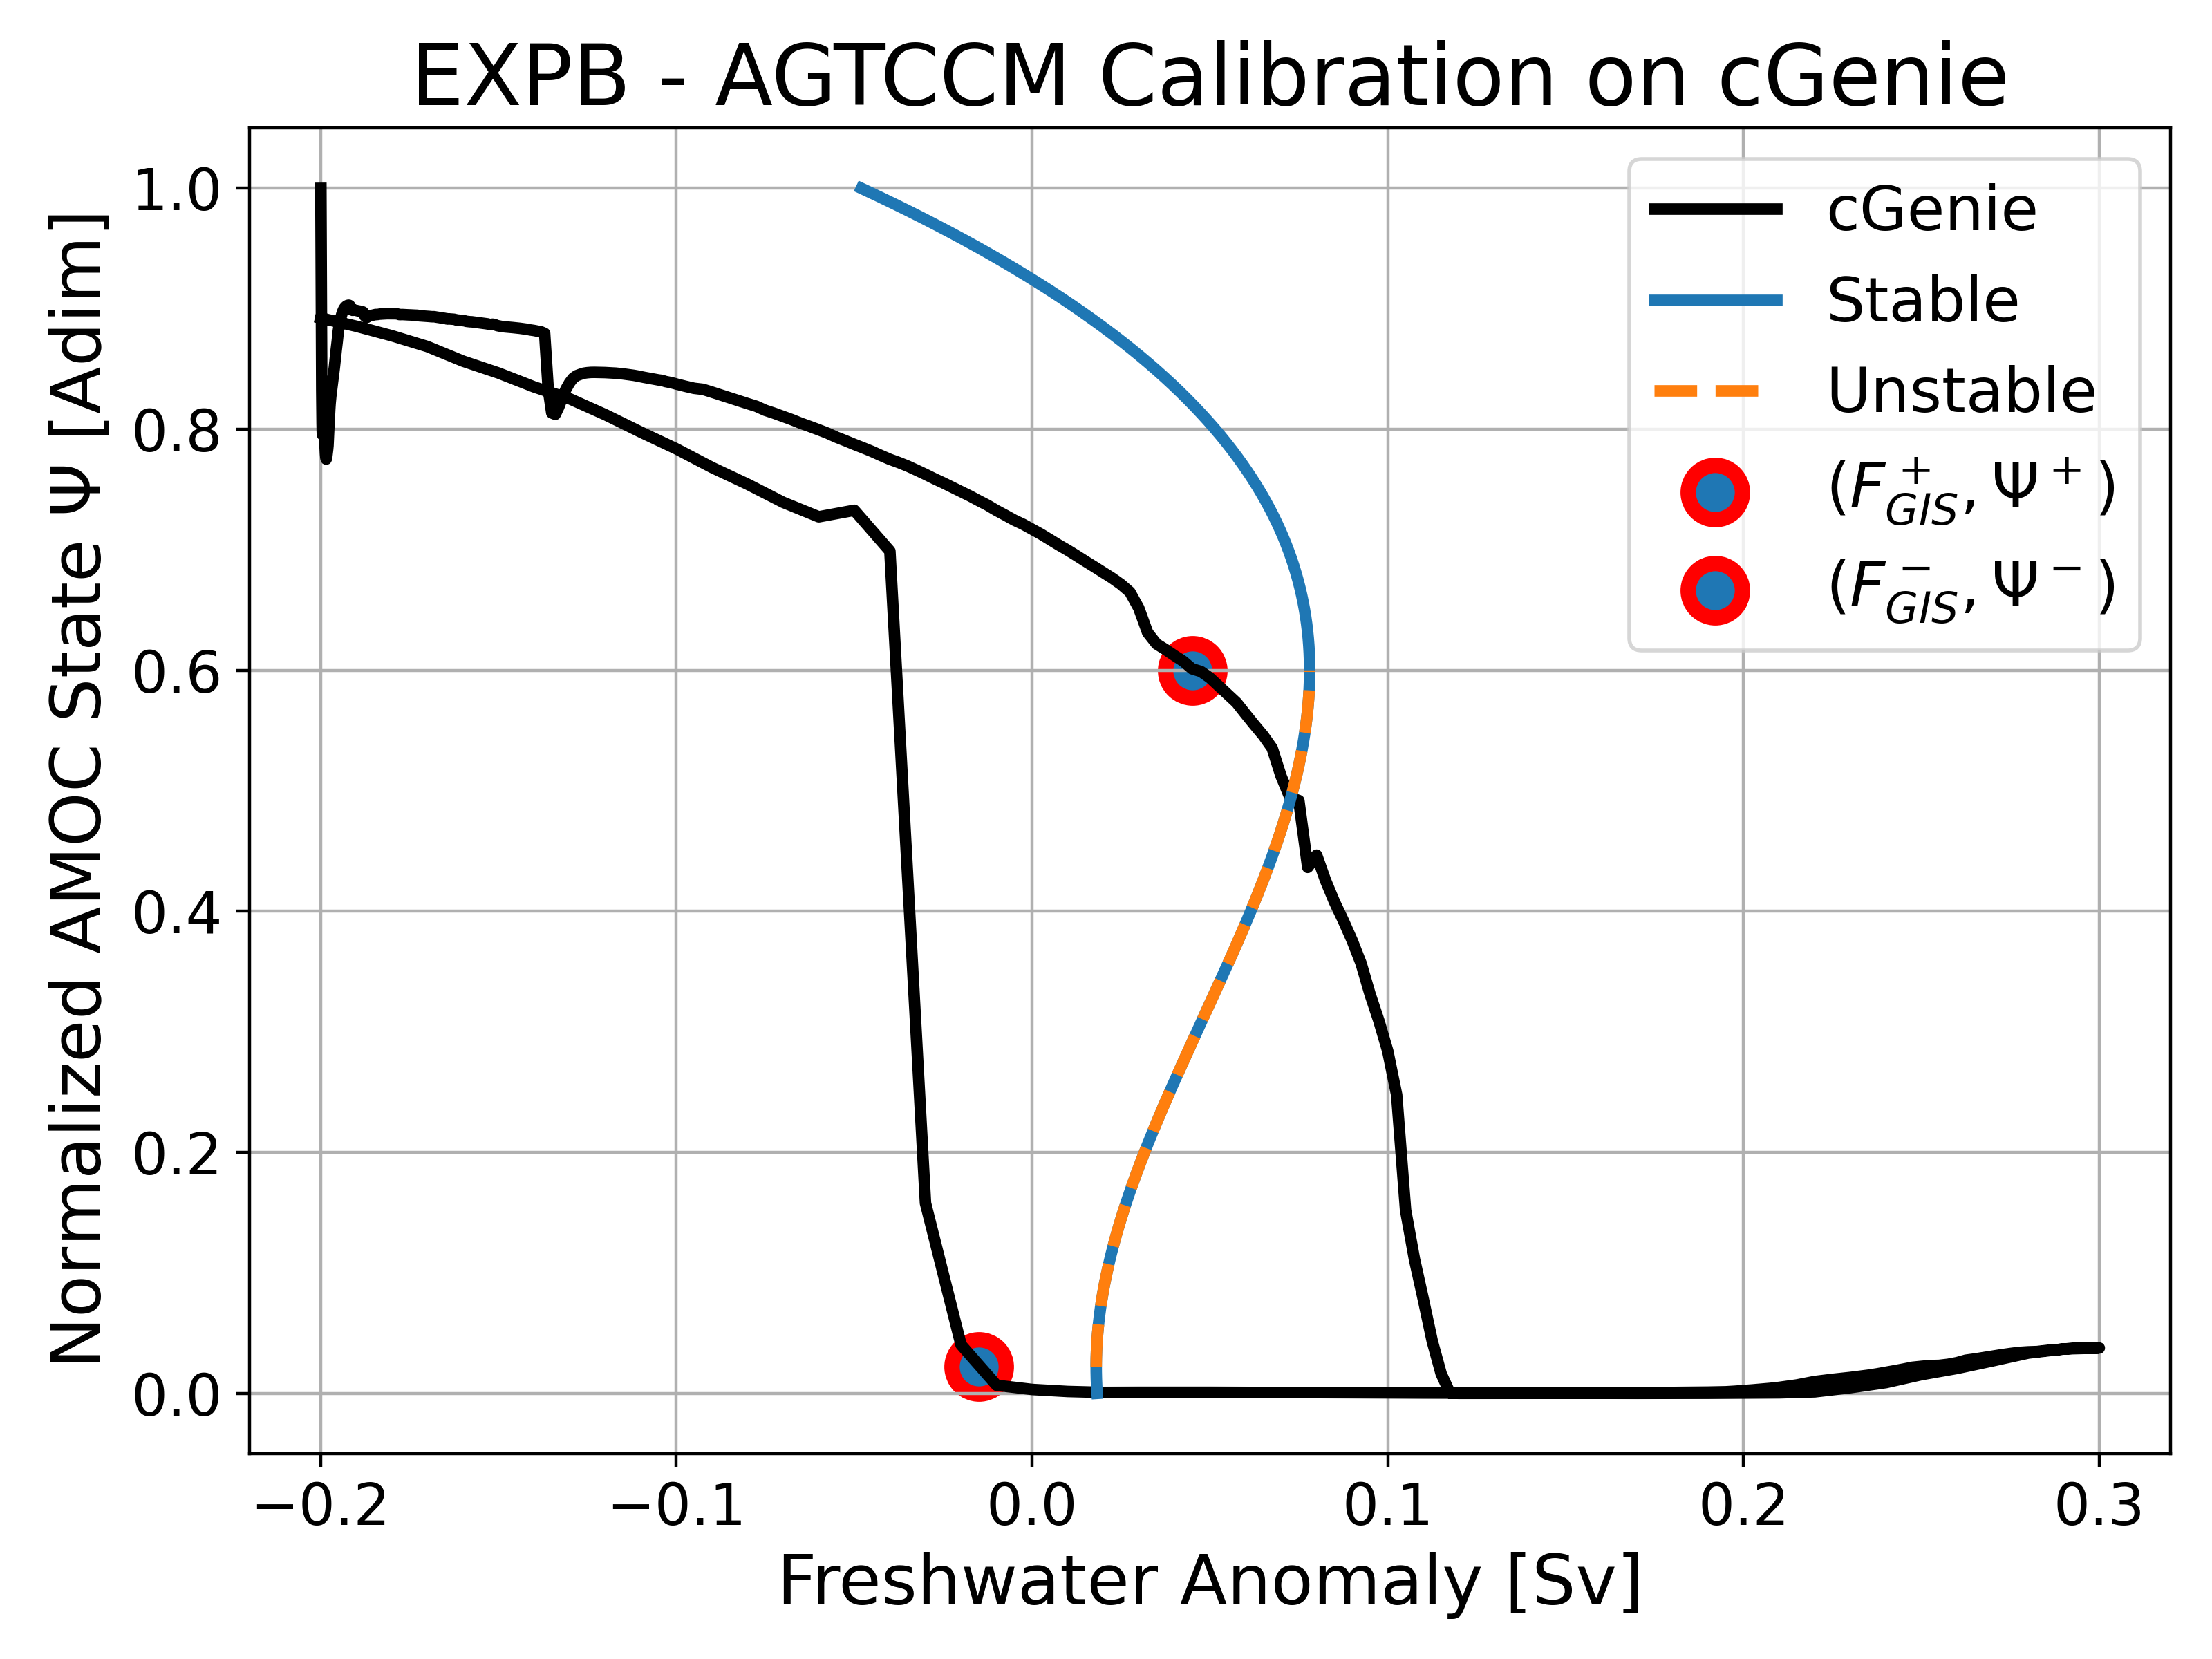 EXPB - AGTCCM Calibration on cGenie
Normalized AMOC State Ψ [Adim]
1.0
0.8
0.6
0.4
0.2
0.0
−0.2 −0.1 0.0 0.1 0.2 0.3
Freshwater Anomaly [Sv]
cGenie
Stable
Unstable
(F⁺_GIS, Ψ⁺)
(F⁻_GIS, Ψ⁻)